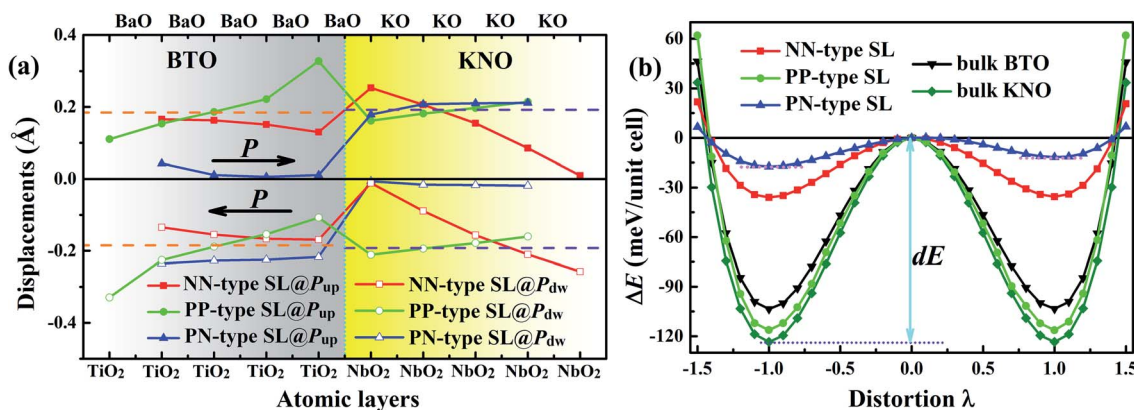 BaO BaO BaO BaO BaO KO KO KO KO
(a)
BTO KNO
P
P
NN-type SL@Pup NN-type SL@Pdw
PP-type SL@Pup PP-type SL@Pdw
PN-type SL@Pup PN-type SL@Pdw
0.4
0.2
0.0
-0.2
-0.4
Displacements (Å)
TiO2 TiO2 TiO2 TiO2 TiO2 NbO2 NbO2 NbO2 NbO2 NbO2
Atomic layers
(b)
NN-type SL bulk BTO
PP-type SL bulk KNO
PN-type SL
dE
60
30
0
-30
-60
-90
-120
ΔE (meV/unit cell)
-1.5 -1.0 -0.5 0.0 0.5 1.0 1.5
Distortion λ